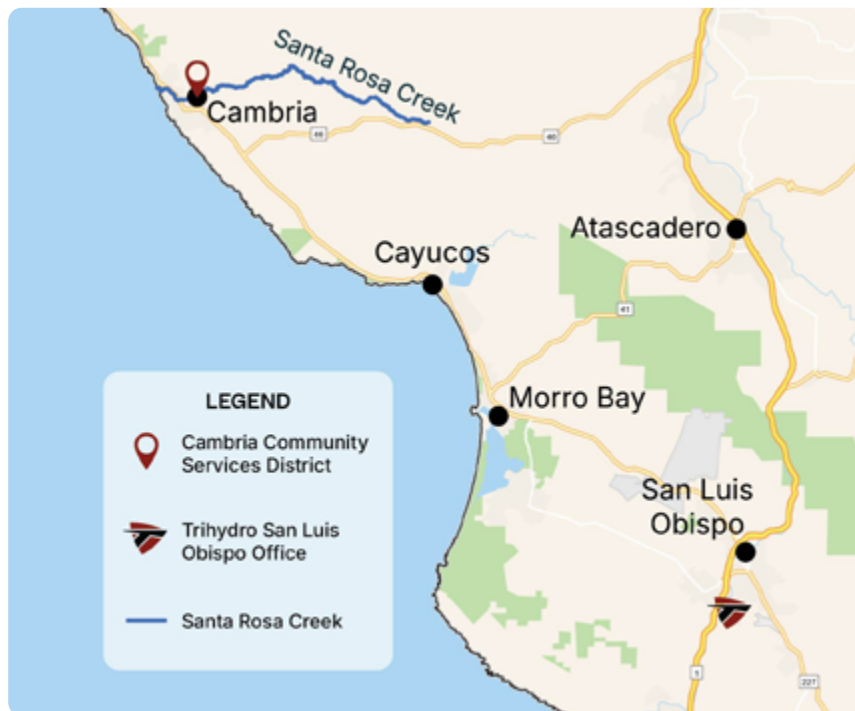 Santa Rosa Creek
Cambria
46
46
Atascadero
Cayucos
41
Morro Bay
San Luis
Obispo
1
227
LEGEND
Cambria Community
Services District
Trihydro San Luis
Obispo Office
Santa Rosa Creek